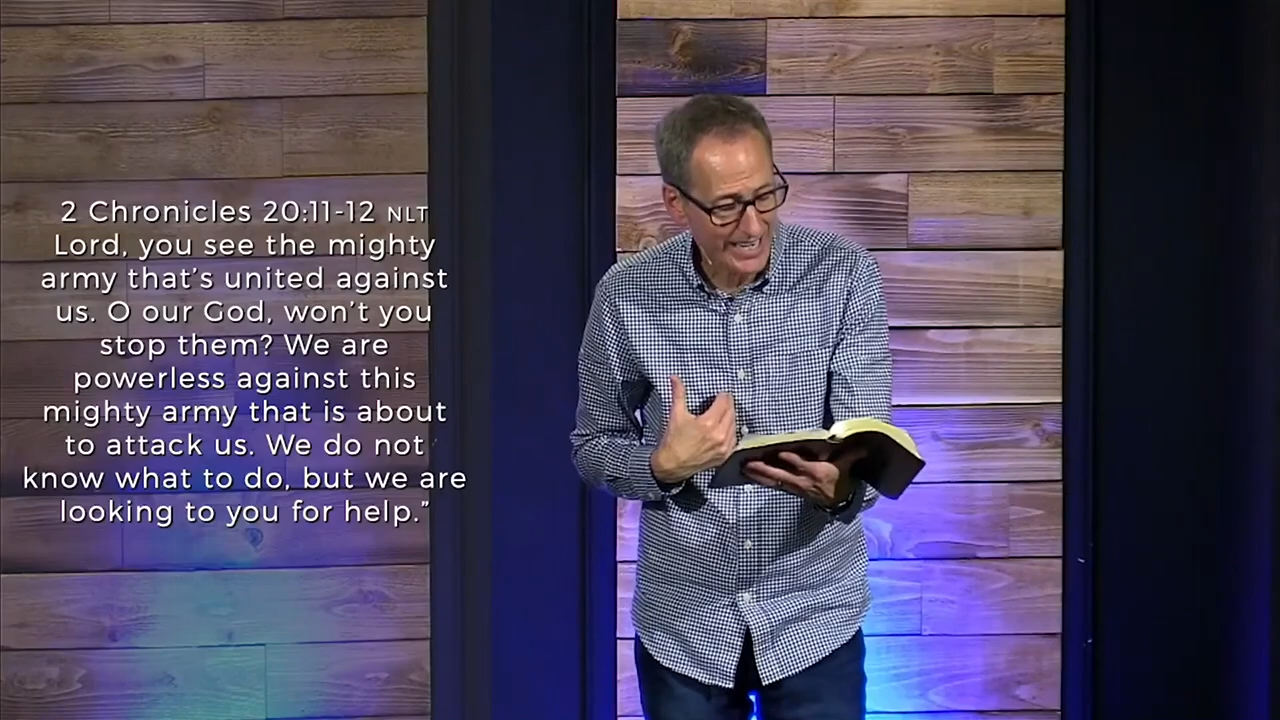 2 Chronicles 20:11-12 NLT
Lord, you see the mighty
army that's united against
us. O our God, won't you
stop them? We are
powerless against this
mighty army that is about
to attack us. We do not
know what to do, but we are
looking to you for help.”